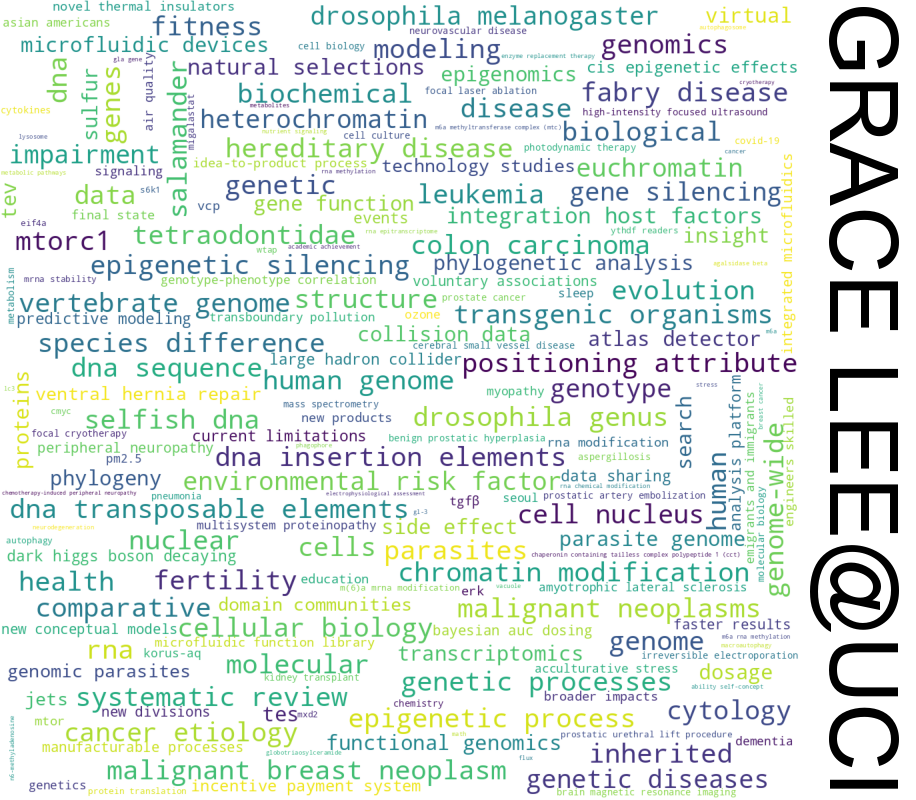 novel thermal insulators
asian americans
fitness
drosophila melanogaster
virtual
neurovascular disease
microfluidic devices
cell biology
modeling
enzyme replacement therapy
genomics
gla gene
natural selections
epigenomics
cis epigenetic effects
dna
sulfur
genes
air quality
salamander
biochemical
focal laser ablation
fabry disease
cryotherapy
cytokines
metabolites
disease
high-intensity focused ultrasound
heterochromatin
migalastat
m6a methyltransferase complex (mtc)
biological
lysosome
nutrient signaling
cell culture
covid-19
impairment
hereditary disease
photodynamic therapy
cancer
idea-to-product process
technology studies
euchromatin
metabolic pathways
signaling
rna methylation
data
s6k1
genetic
leukemia
gene silencing
tev
vcp
gene function
final state
events
integration host factors
integrated microfluidics
eif4a
mtorc1
tetraodontidae
rna epitranscriptome
ythdf readers
insight
wtap
academic achievement
colon carcinoma
epigenetic silencing
phylogenetic analysis
agalsidase beta
metabolism
mrna stability
genotype-phenotype correlation
voluntary associations
vertebrate genome
structure
prostate cancer
sleep
evolution
predictive modeling
transboundary pollution
ozone
transgenic organisms
collision data
m6a
species difference
cerebral small vessel disease
atlas detector
large hadron collider
positioning attribute
dna sequence
human genome
proteins
lc3
ventral hernia repair
myopathy
genotype
stress
breast cancer
mass spectrometry
cmyc
selfish dna
new products
drosophila genus
search
analysis platform
emigrants and immigrants
engineers skilled
focal cryotherapy
current limitations
benign prostatic hyperplasia
rna modification
peripheral neuropathy
phagophore
pm2.5
dna insertion elements
aspergillosis
human
genome-wide
phylogeny
environmental risk factor
data sharing
rna chemical modification
chemotherapy-induced peripheral neuropathy
pneumonia
electrophysiological assessment
tgfβ
seoul
prostatic artery embolization
molecular biology
dna transposable elements
gl-3
cell nucleus
neurodegeneration
multisystem proteinopathy
side effect
autophagy
nuclear
parasite genome
dark higgs boson decaying
cells
parasites
chaperonin containing tailless complex polypeptide 1 (cct)
health
fertility
education
chromatin modification
m(6)a mrna modification
erk
vacuole
amyotrophic lateral sclerosis
comparative
domain communities
malignant neoplasms
new conceptual models
cellular biology
bayesian auc dosing
faster results
microfluidic function library
m6a rna methylation
rna
korus-aq
transcriptomics
genome
macroautophagy
irreversible electroporation
genomic parasites
molecular
kidney transplant
acculturative stress
dosage
genetic processes
ability self-concept
jets
systematic review
chemistry
broader impacts
new divisions
tes
mxd2
epigenetic process
cytology
mtor
cancer etiology
math
prostatic urethral lift procedure
dementia
manufacturable processes
functional genomics
inherited
n6-methyladenosine
globotriaosylceramide
flux
malignant breast neoplasm
genetic diseases
genetics
protein translation
incentive payment system
brain magnetic resonance imaging
GRACE LEE@UCI